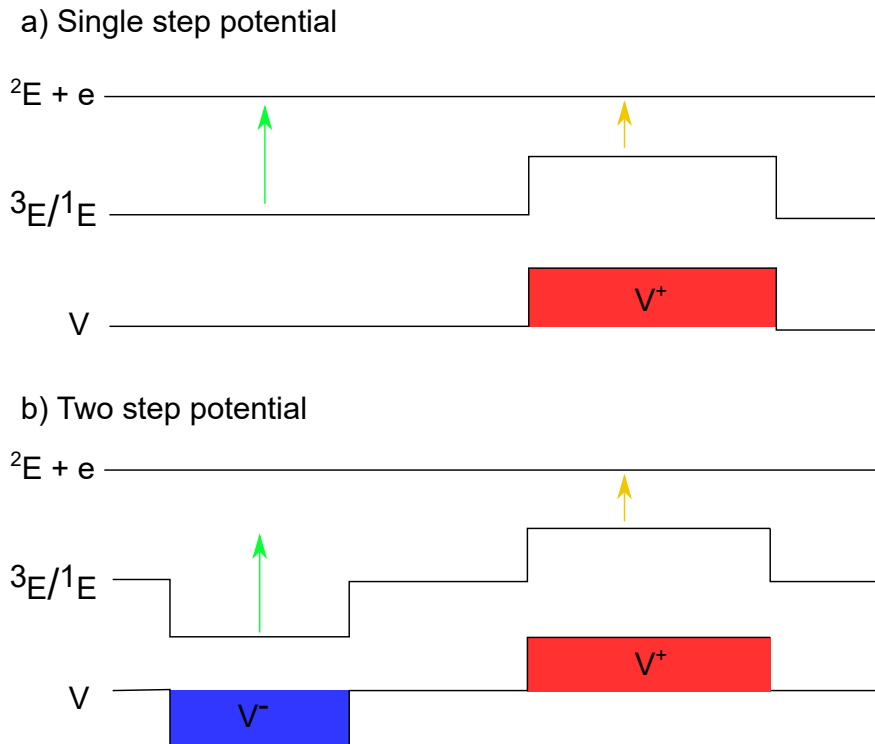 a) Single step potential
²E + e
³E/¹E
V
V⁺
b) Two step potential
²E + e
³E/¹E
V⁺
V
V⁻